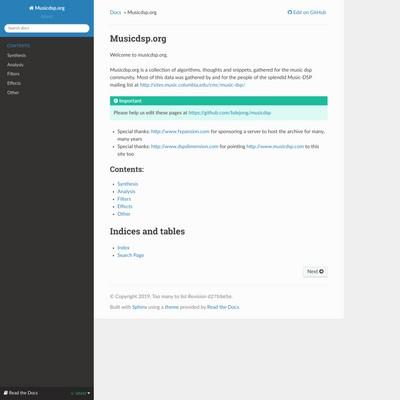 Musicdsp.org
latest
Search docs
CONTENTS
Synthesis
Analysis
Filters
Effects
Other
Read the Docs
v: latest
Docs » Musicdsp.org
Edit on GitHub
Musicdsp.org
Welcome to musicdsp.org.
Musicdsp.org is a collection of algorithms, thoughts and snippets, gathered for the music dsp
community. Most of this data was gathered by and for the people of the splendid Music-DSP
mailing list at http://sites.music.columbia.edu/cmc/music-dsp/
Important
Please help us edit these pages at https://github.com/bdejong/musicdsp
Special thanks: http://www.fxpansion.com for sponsoring a server to host the archive for many,
many years
Special thanks: http://www.dspdimension.com for pointing http://www.musicdsp.com to this
site too
Contents:
Synthesis
Analysis
Filters
Effects
Other
Indices and tables
Index
Search Page
Next
© Copyright 2019, Too many to list Revision
Built with Sphinx using a theme provided by Read the Docs.